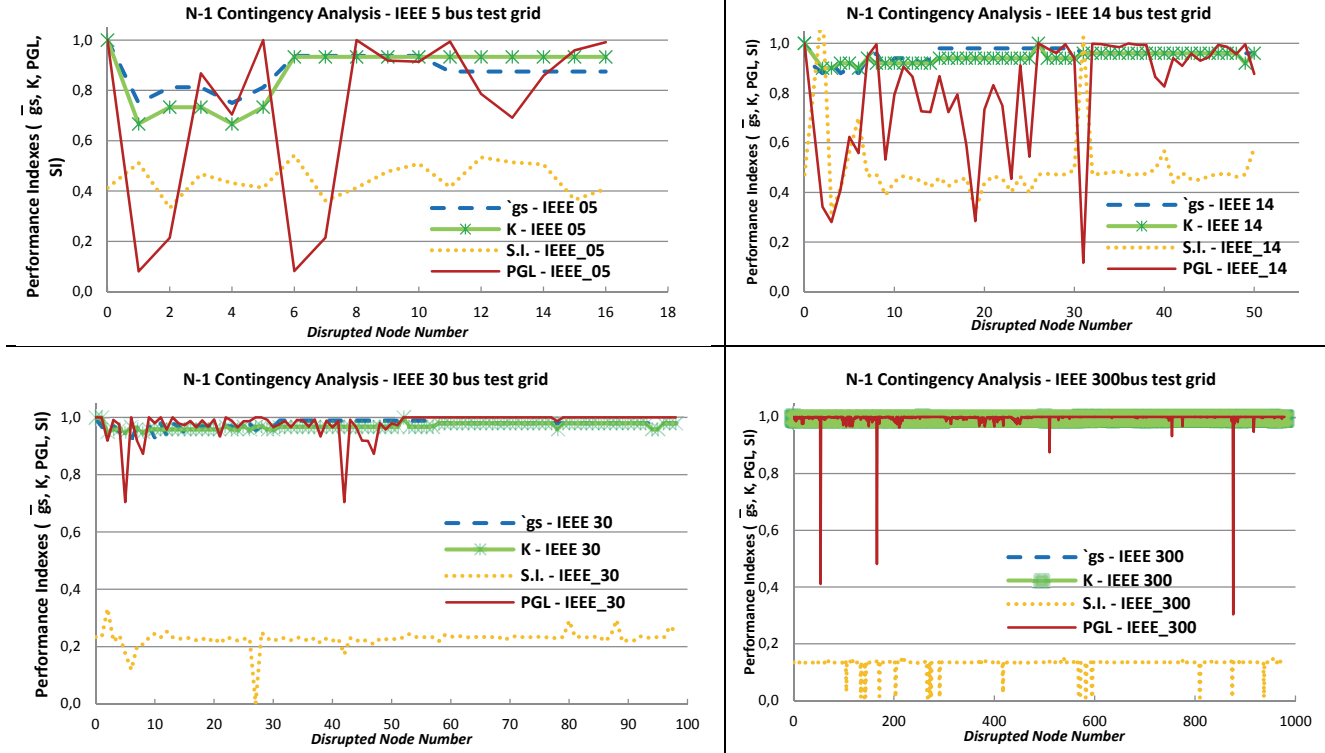 N-1 Contingency Analysis - IEEE 5 bus test grid
Performance Indexes ( gs, K, PGL,
SI)
1,0
0,8
0,6
0,4
0,2
0,0
`gs - IEEE 05
K - IEEE 05
S.I. - IEEE_05
PGL - IEEE_05
0 2 4 6 8 10 12 14 16 18
Disrupted Node Number
N-1 Contingency Analysis - IEEE 14 bus test grid
Performance Indexes ( gs, K, PGL,
SI)
1,0
0,8
0,6
0,4
0,2
0,0
`gs - IEEE 14
K - IEEE 14
S.I. - IEEE_14
PGL - IEEE_14
0 10 20 30 40 50
Disrupted Node Number
N-1 Contingency Analysis - IEEE 30 bus test grid
Performance Indexes ( gs, K, PGL, SI)
1,0
0,8
0,6
0,4
0,2
0,0
`gs - IEEE 30
K - IEEE 30
S.I. - IEEE_30
PGL - IEEE_30
0 10 20 30 40 50 60 70 80 90 100
Disrupted Node Number
N-1 Contingency Analysis - IEEE 300bus test grid
Performance Indexes ( gs, K, PGL, SI)
1,0
0,8
0,6
0,4
0,2
0,0
`gs - IEEE 300
K - IEEE 300
S.I. - IEEE_300
PGL - IEEE_300
0 200 400 600 800 1000
Disrupted Node Number